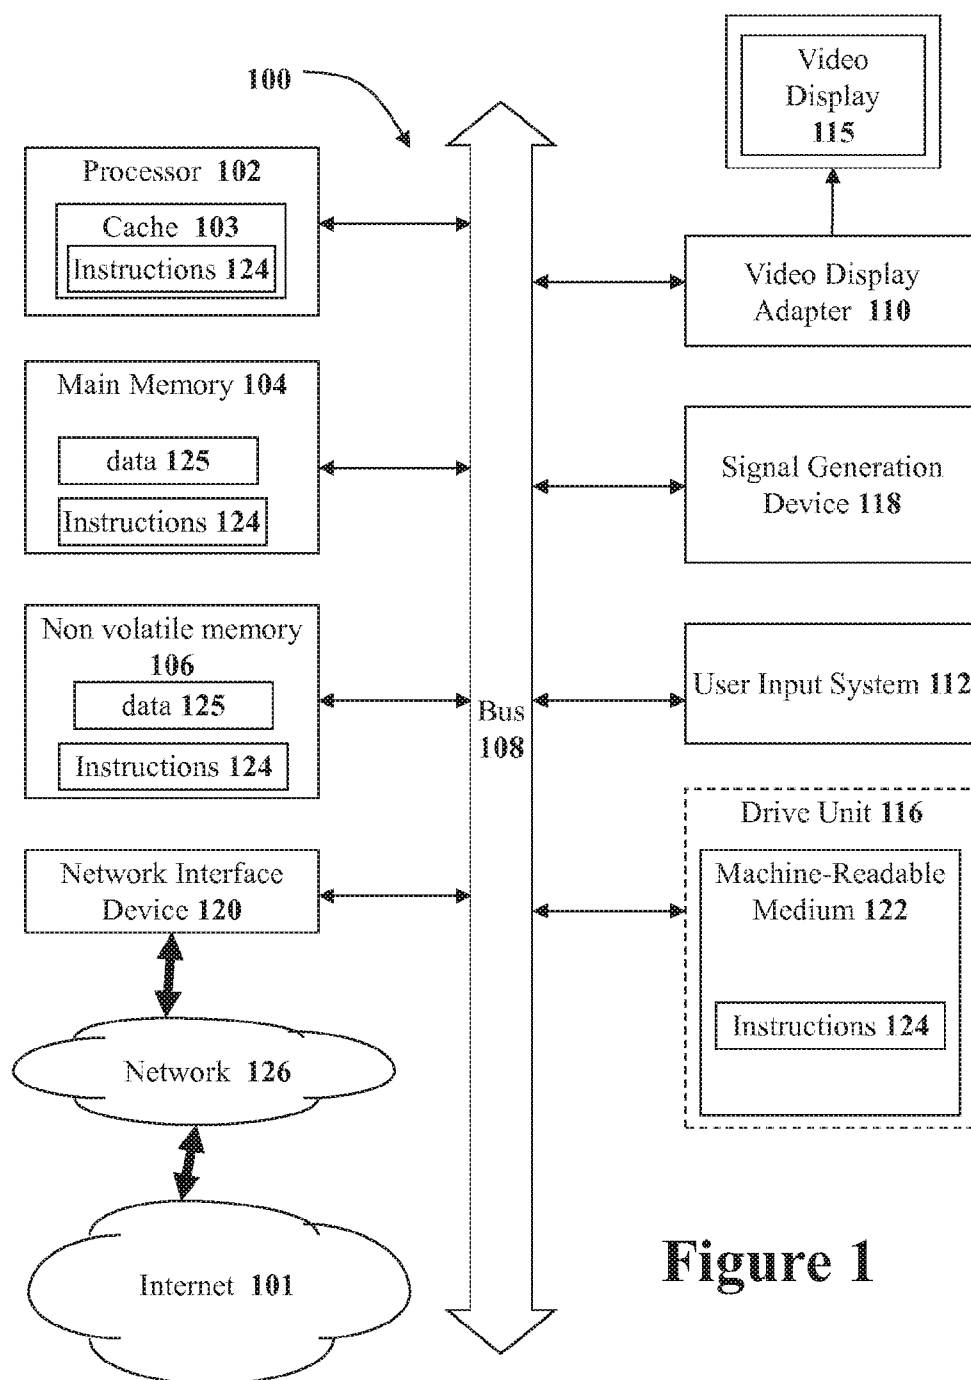 100
Processor 102
Cache 103
Instructions 124
Main Memory 104
data 125
Instructions 124
Non volatile memory
106
data 125
Instructions 124
Network Interface
Device 120
Network 126
Internet 101
Bus
108
Video
Display
115
Video Display
Adapter 110
Signal Generation
Device 118
User Input System 112
Drive Unit 116
Machine-Readable
Medium 122
Instructions 124
Figure 1